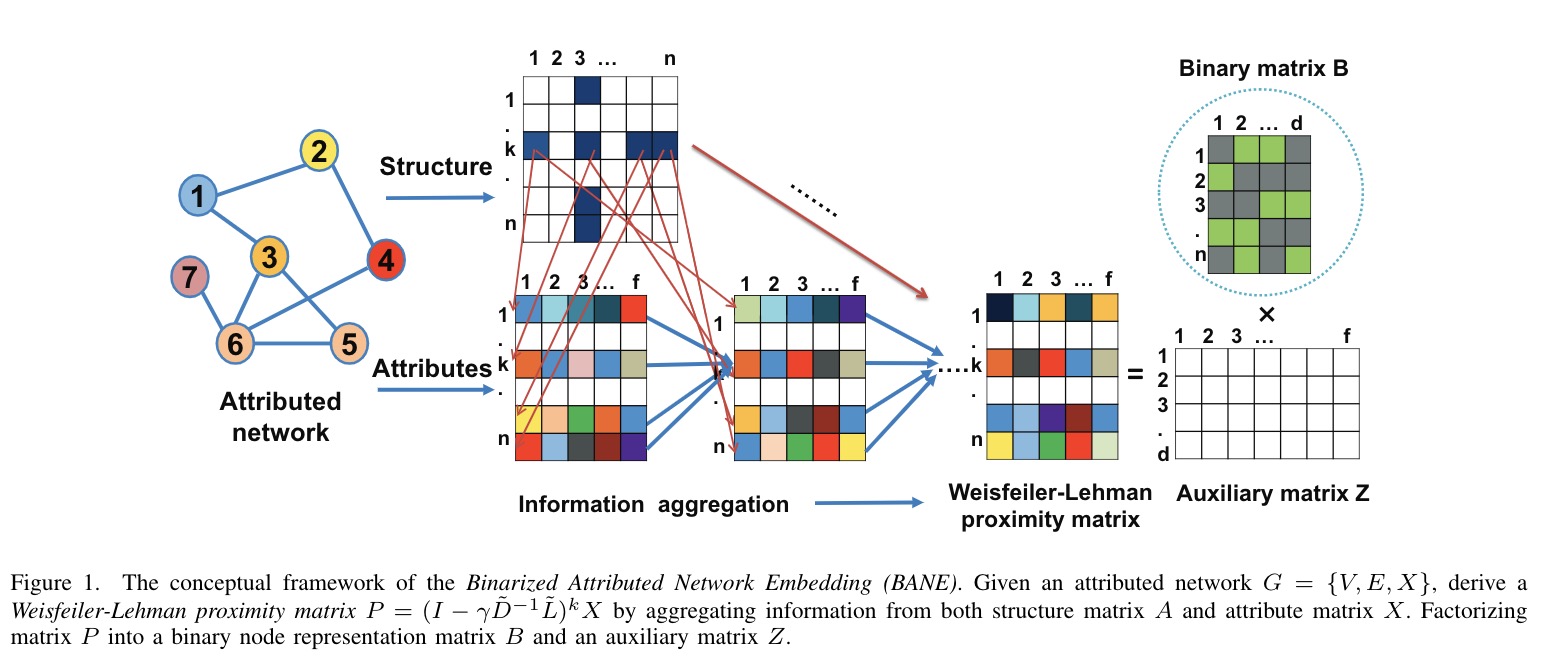 1 2 3 ... n
1
.
k
.
n
Structure
1
2
3
4
5
6
7
Attributed
network
Attributes
1 2 3 ... f
1
.
k
.
n
1 2 3 ... f
1
.
k
.
n
.......
....
1 2 3 ... f
1
.
k
.
n
=
Binary matrix B
1 2 ... d
1
2
3
.
n
×
1 2 3 ... f
1
2
3
.
d
Information aggregation
Weisfeiler-Lehman
proximity matrix
Auxiliary matrix Z
Figure 1. The conceptual framework of the Binarized Attributed Network Embedding (BANE). Given an attributed network G = {V, E, X}, derive a
Weisfeiler-Lehman proximity matrix P = (I − γD̃⁻¹L̃)ᵏX by aggregating information from both structure matrix A and attribute matrix X. Factorizing
matrix P into a binary node representation matrix B and an auxiliary matrix Z.